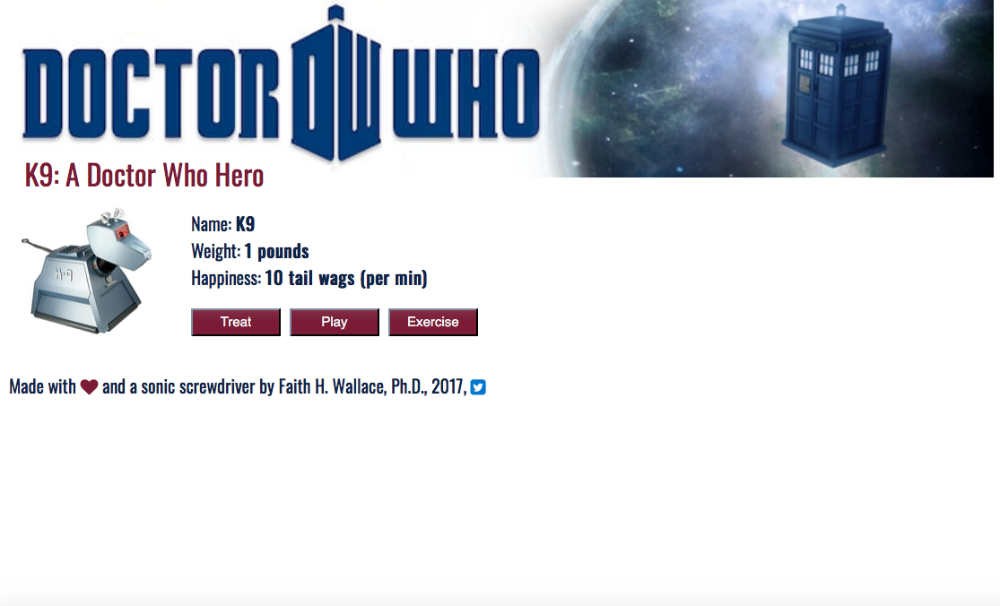 DOCTOR DW WHO
K9: A Doctor Who Hero
K-9
Name: K9
Weight: 1 pounds
Happiness: 10 tail wags (per min)
Treat Play Exercise
Made with and a sonic screwdriver by Faith H. Wallace, Ph.D., 2017,